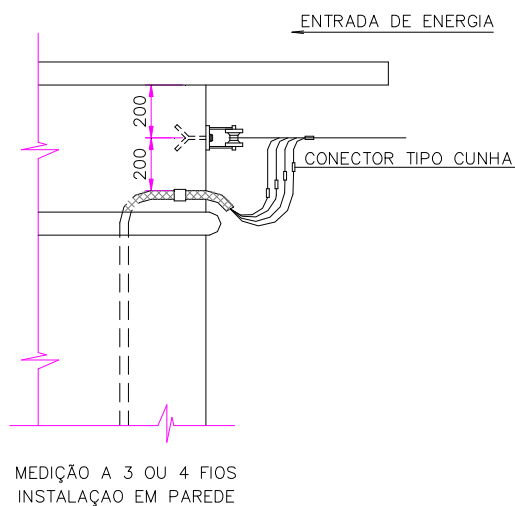 ENTRADA DE ENERGIA
200
200
CONECTOR TIPO CUNHA
MEDIÇÃO A 3 OU 4 FIOS
INSTALAÇAO EM PAREDE